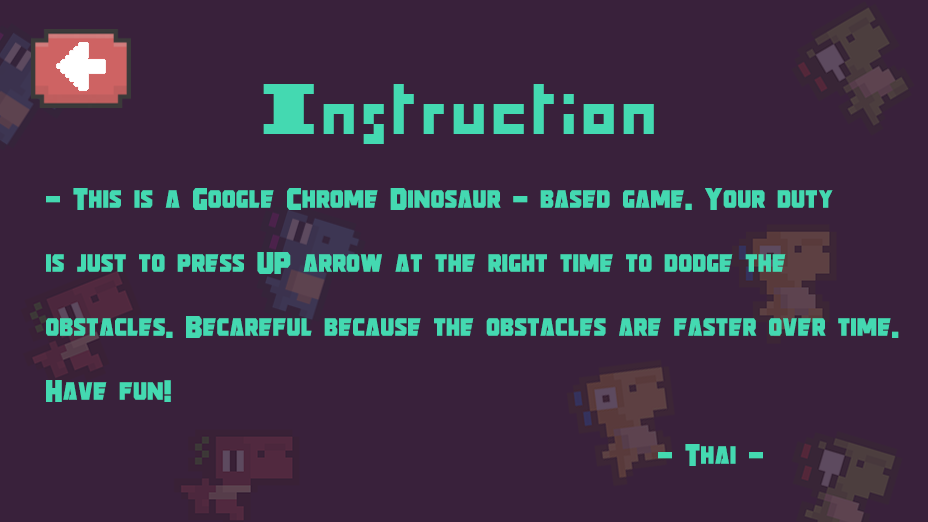 Instruction
- This is a Google Chrome Dinosaur - based game. Your duty
is just to press UP arrow at the right time to dodge the
obstacles. Becareful because the obstacles are faster over time.
Have fun!
- Thai -